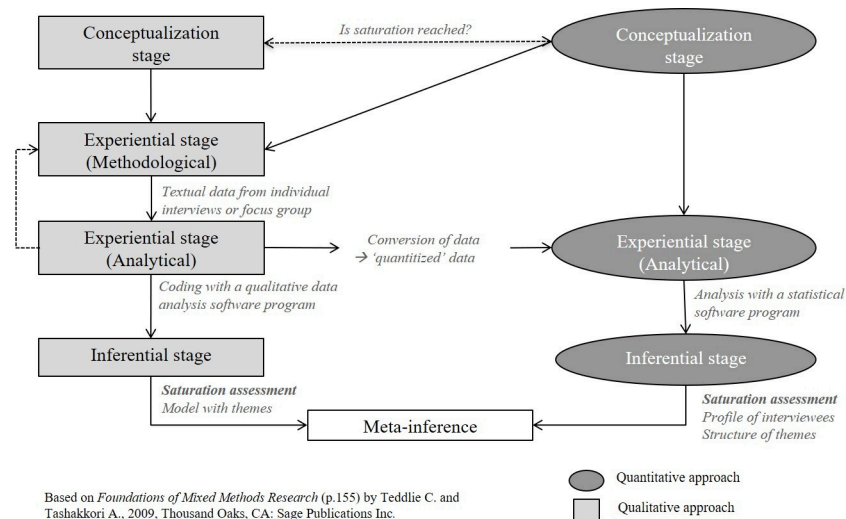 Conceptualization
stage
Is saturation reached?
Conceptualization
stage
Experiential stage
(Methodological)
Textual data from individual
interviews or focus group
Experiential stage
(Analytical)
Conversion of data
→ ‘quantitized’ data
Experiential stage
(Analytical)
Coding with a qualitative data
analysis software program
Analysis with a statistical
software program
Inferential stage
Inferential stage
Saturation assessment
Model with themes
Meta-inference
Saturation assessment
Profile of interviewees
Structure of themes
Quantitative approach
Qualitative approach
Based on Foundations of Mixed Methods Research (p.155) by Teddlie C. and
Tashakkori A., 2009, Thousand Oaks, CA: Sage Publications Inc.